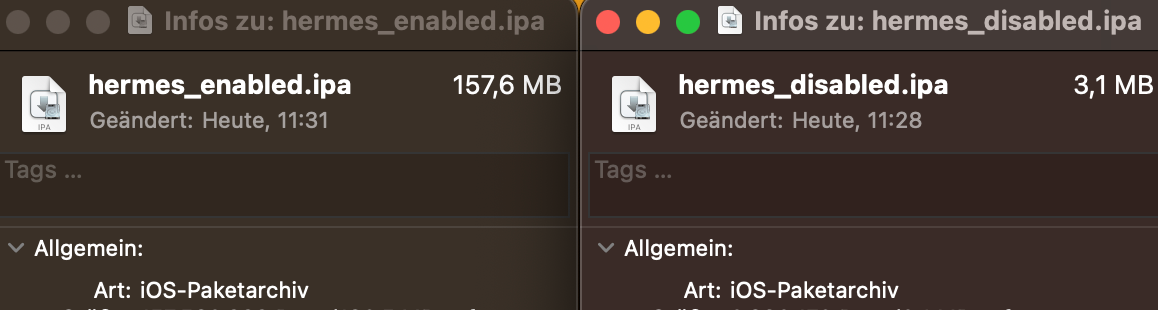 Infos zu: hermes_enabled.ipa
hermes_enabled.ipa 157,6 MB
Geändert: Heute, 11:31
IPA
Tags ...
Allgemein:
Art: iOS-Paketarchiv
Infos zu: hermes_disabled.ipa
hermes_disabled.ipa 3,1 MB
Geändert: Heute, 11:28
IPA
Tags ...
Allgemein:
Art: iOS-Paketarchiv